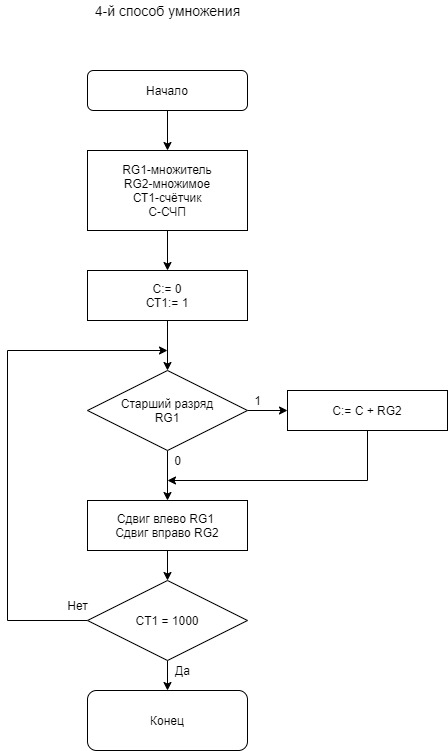 4-й способ умножения
Начало
RG1-множитель
RG2-множимое
CT1-счётчик
С-СЧП
C:= 0
CT1:= 1
Старший разряд
RG1
1
C:= C + RG2
0
Сдвиг влево RG1
Сдвиг вправо RG2
Нет
CT1 = 1000
Да
Конец